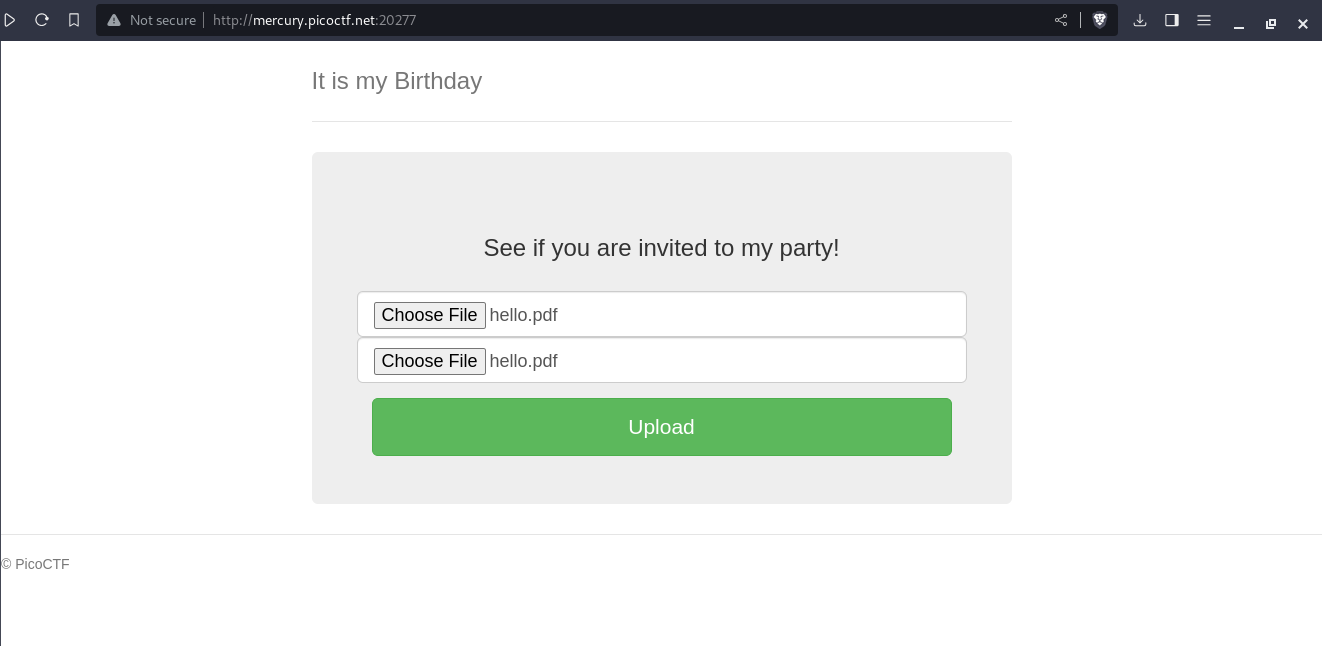 Not secure http://mercury.picoctf.net:20277
It is my Birthday
See if you are invited to my party!
Choose File hello.pdf
Choose File hello.pdf
Upload
© PicoCTF